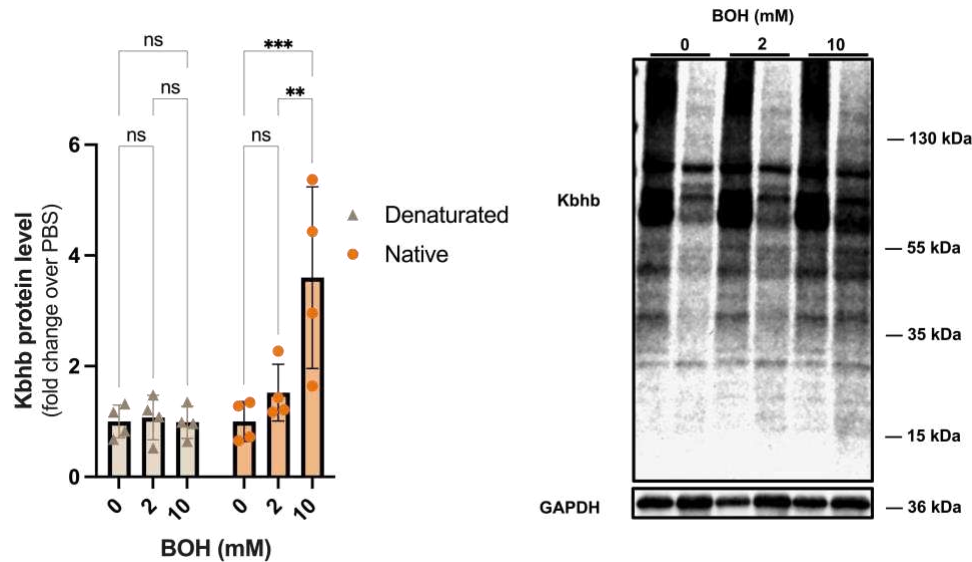 ns
***
ns
**
ns
ns
6
4
2
0
Kbhb protein level
(fold change over PBS)
Denaturated
Native
0
2
10
0
2
10
BOH (mM)
BOH (mM)
0
2
10
Kbhb
— 130 kDa
— 55 kDa
— 35 kDa
— 15 kDa
GAPDH
— 36 kDa